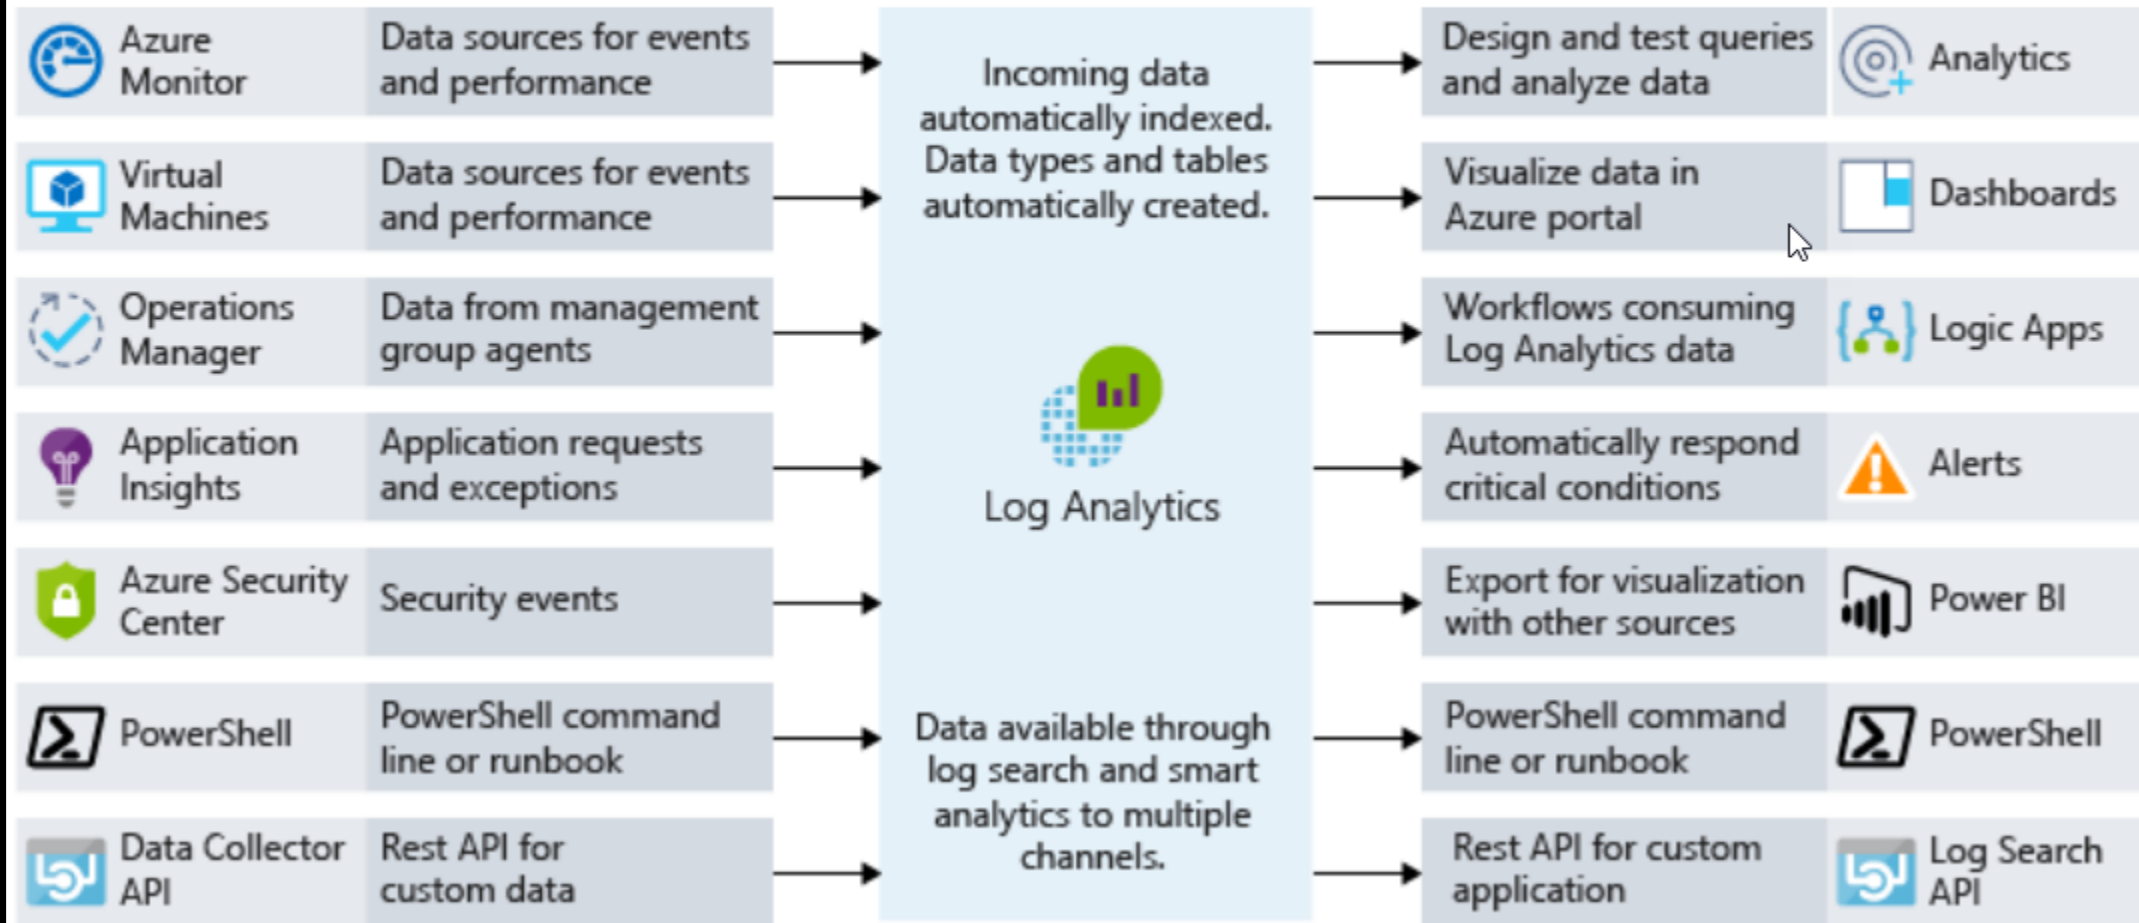 Azure
Monitor
Data sources for events
and performance
Virtual
Machines
Data sources for events
and performance
Operations
Manager
Data from management
group agents
Application
Insights
Application requests
and exceptions
Azure Security
Center
Security events
PowerShell
PowerShell command
line or runbook
Data Collector
API
Rest API for
custom data
Incoming data
automatically indexed.
Data types and tables
automatically created.
Log Analytics
Data available through
log search and smart
analytics to multiple
channels.
Design and test queries
and analyze data
Analytics
Visualize data in
Azure portal
Dashboards
Workflows consuming
Log Analytics data
Logic Apps
Automatically respond
critical conditions
Alerts
Export for visualization
with other sources
Power BI
PowerShell command
line or runbook
PowerShell
Rest API for custom
application
Log Search
API